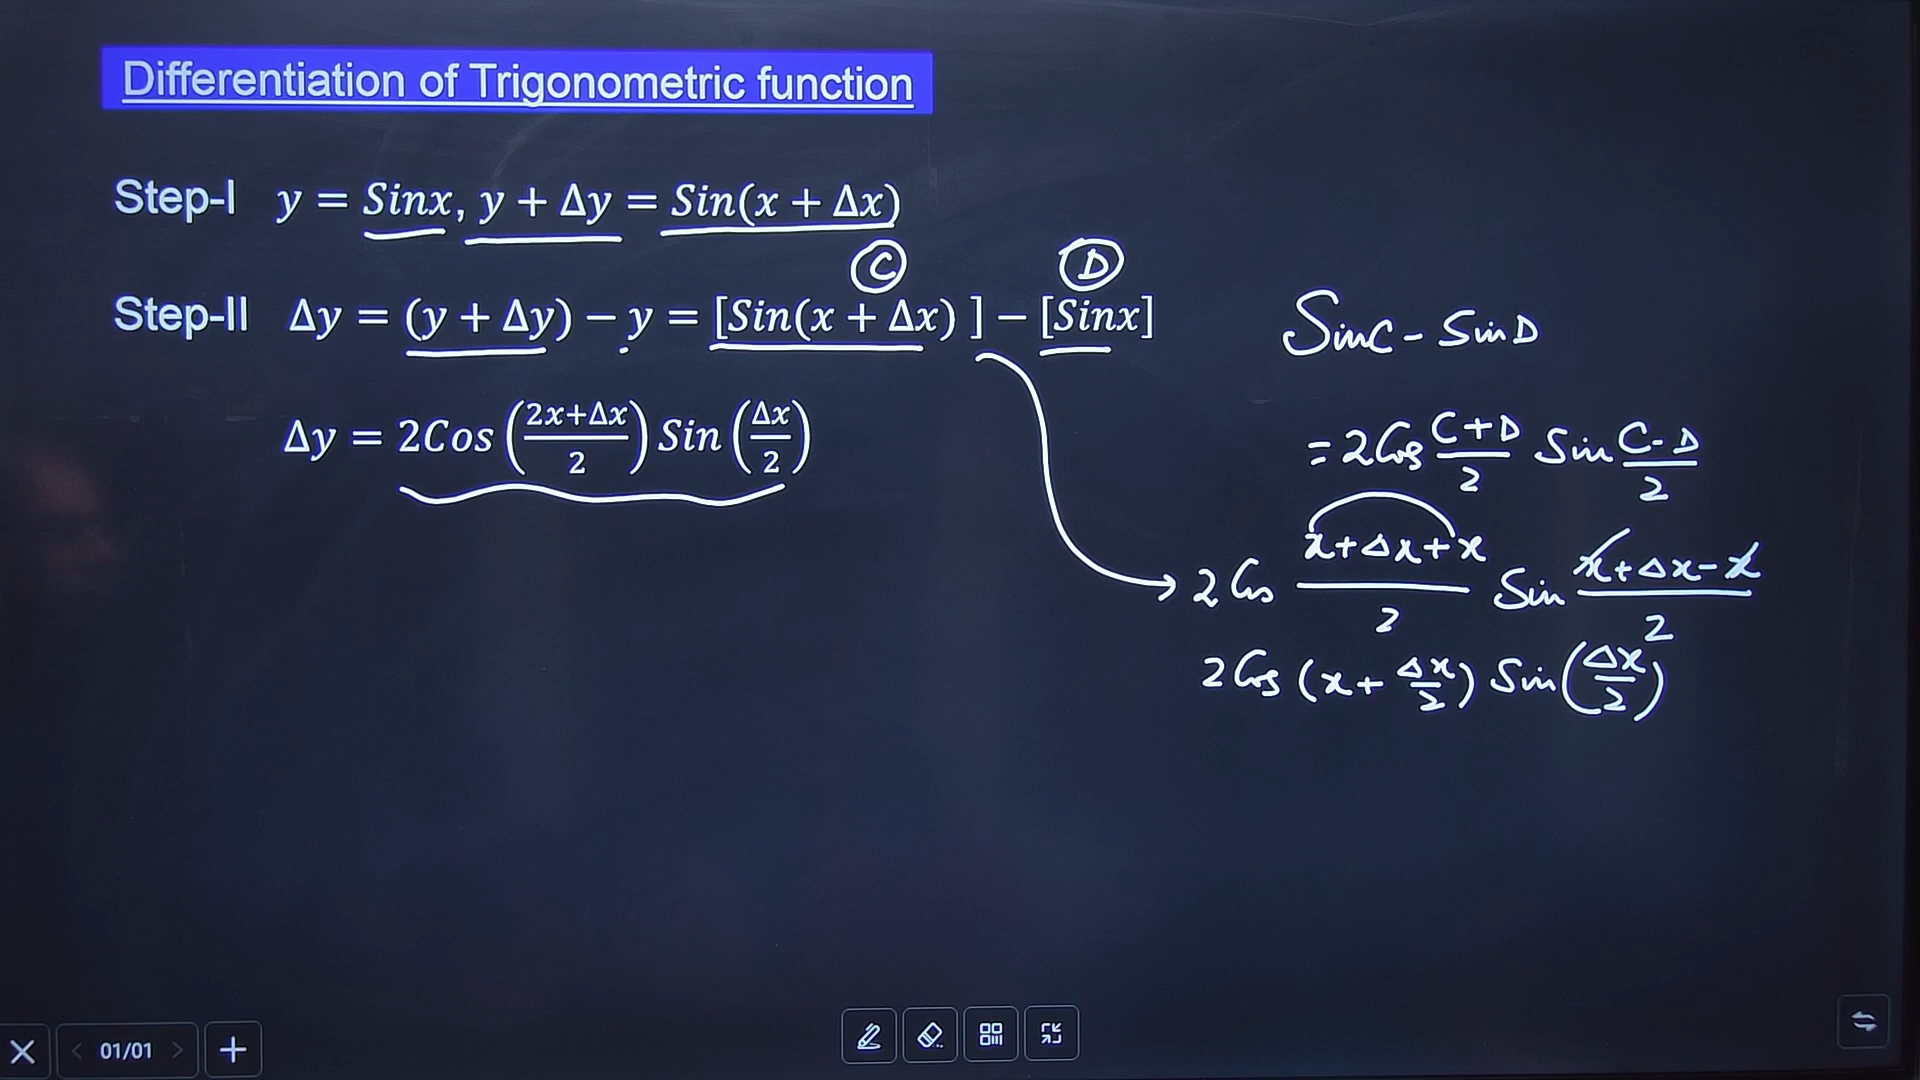 Differentiation of Trigonometric function
Step-I y = Sinx, y + Δy = Sin(x + Δx)
C D
Step-II Δy = (y + Δy) − y = [Sin(x + Δx) ] − [Sinx]
Δy = 2Cos (2x+Δx/2) Sin (Δx/2)
SinC - SinD
= 2Cos C+D/2 Sin C-D/2
2Cos x+Δx+x/2 Sin x+Δx-x/2
2Cos (x+ Δx/2) Sin(Δx/2)
01/01